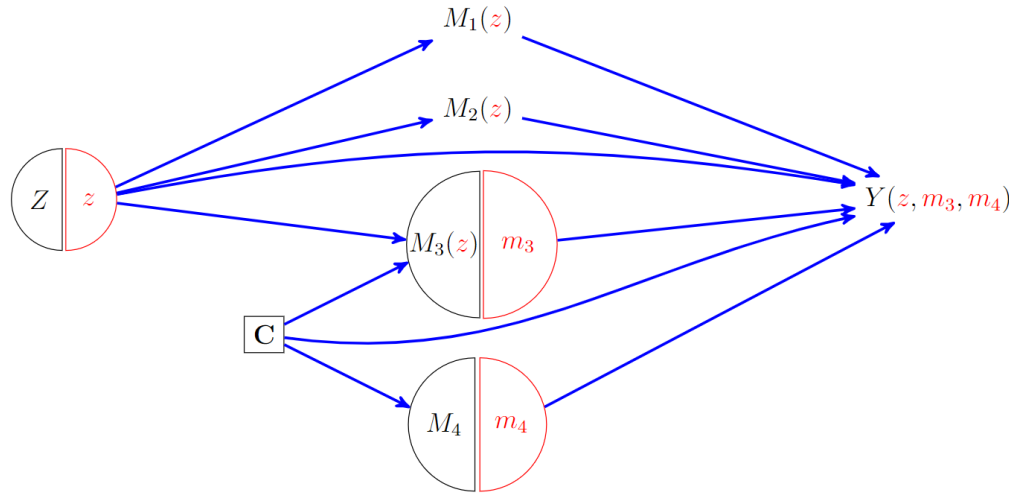 M₁(z)
M₂(z)
Z
z
M₃(z)
m₃
Y(z, m₃, m₄)
C
M₄
m₄